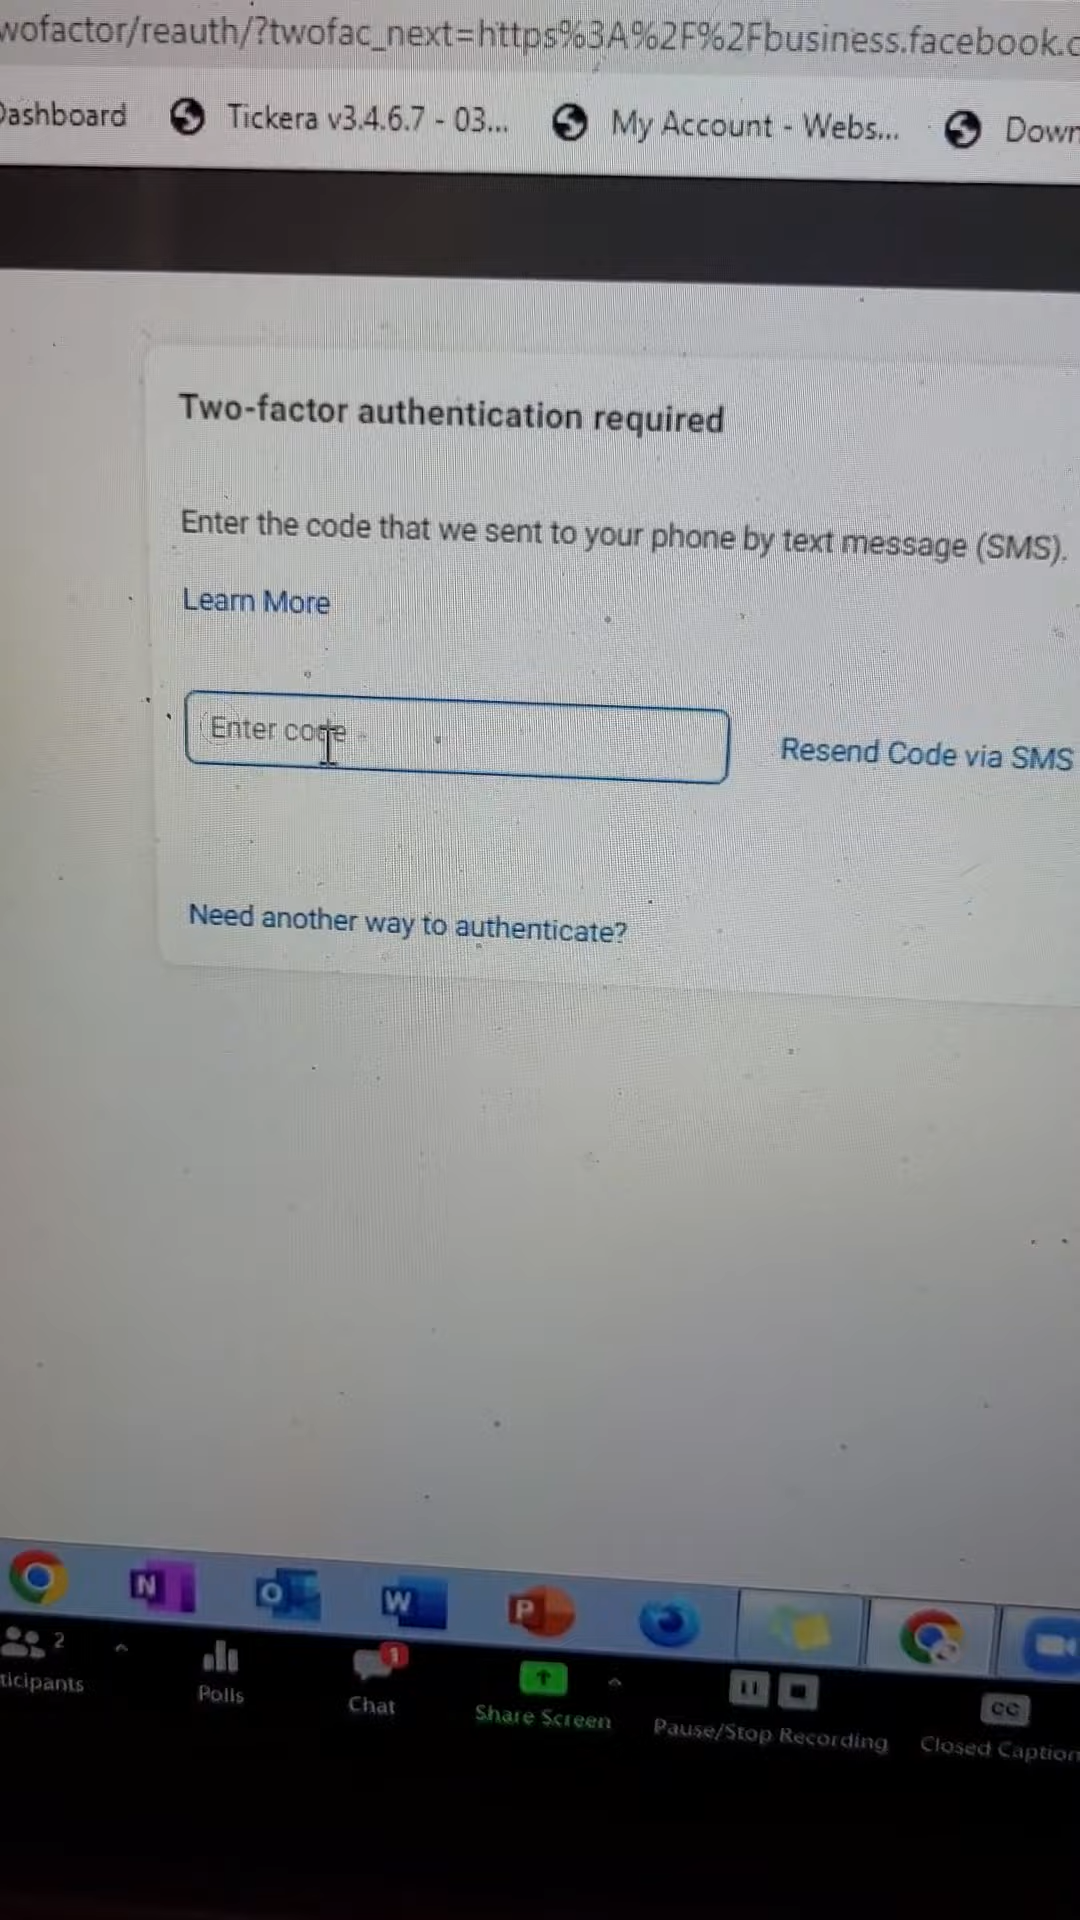 wofactor/reauth/?twofac_next=https%3A%2F%2Fbusiness.facebook.c
Dashboard Tickera v3.4.6.7 - 03... My Account - Webs... Down
Two-factor authentication required
Enter the code that we sent to your phone by text message (SMS).
Learn More
Enter code
Resend Code via SMS
Need another way to authenticate?
N O W P
2 1 CC
ticipants Polls Chat Share Screen Pause/Stop Recording Closed Caption